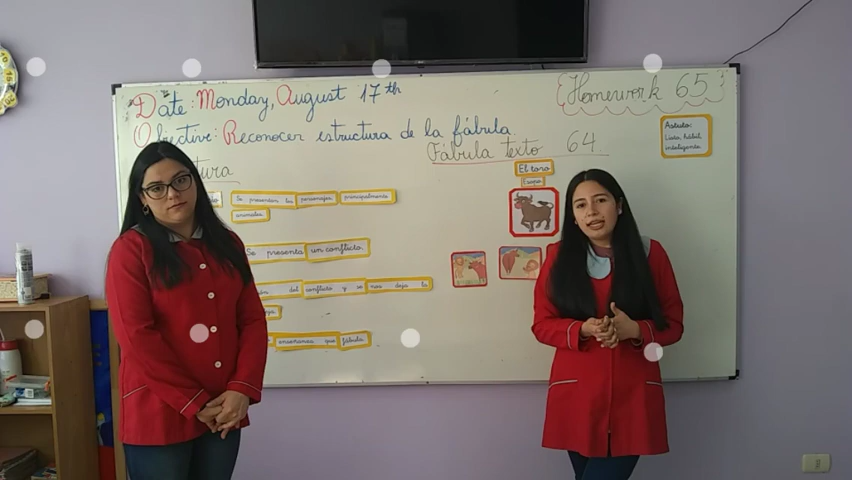 Date: Monday, August 17th
Homework 65
Objective: Reconocer estructura de la fábula
Fábula texto 64
Astuto:
Listo, hábil
inteligente
El toro
Esopo
Se presentan los personajes principalmente
animales
Se presenta un conflicto.
del conflicto y se nos deja la
enseñanza que fábula